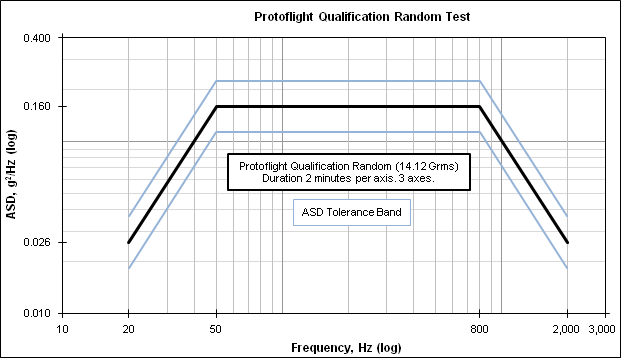 Protoflight Qualification Random Test
0.400
0.160
0.026
0.010
ASD, g²/Hz (log)
Protoflight Qualification Random (14.12 Grms)
Duration 2 minutes per axis. 3 axes.
ASD Tolerance Band
10 20 50 800 2,000 3,000
Frequency, Hz (log)